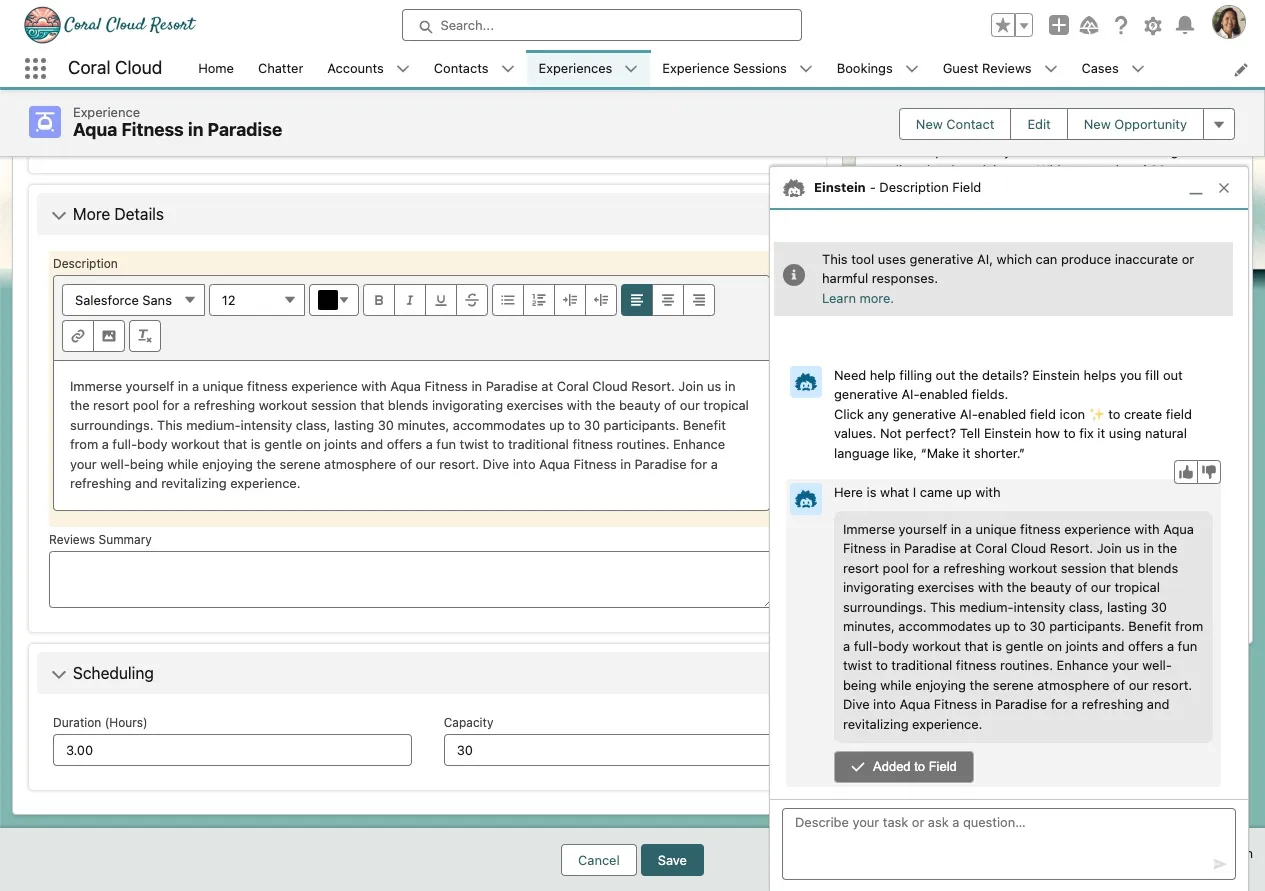 Coral Cloud Resort
Search...
Coral Cloud
Home
Chatter
Accounts
Contacts
Experiences
Experience Sessions
Bookings
Guest Reviews
Cases
Experience
Aqua Fitness in Paradise
New Contact
Edit
New Opportunity
More Details
Description
Salesforce Sans
12
B
I
U
S
Immerse yourself in a unique fitness experience with Aqua Fitness in Paradise at Coral Cloud Resort. Join us in
the resort pool for a refreshing workout session that blends invigorating exercises with the beauty of our tropical
surroundings. This medium-intensity class, lasting 30 minutes, accommodates up to 30 participants. Benefit
from a full-body workout that is gentle on joints and offers a fun twist to traditional fitness routines. Enhance
your well-being while enjoying the serene atmosphere of our resort. Dive into Aqua Fitness in Paradise for a
refreshing and revitalizing experience.
Reviews Summary
Scheduling
Duration (Hours)
3.00
Capacity
30
Cancel
Save
Einstein - Description Field
This tool uses generative AI, which can produce inaccurate or
harmful responses.
Learn more.
Need help filling out the details? Einstein helps you fill out
generative AI-enabled fields.
Click any generative AI-enabled field icon ✨ to create field
values. Not perfect? Tell Einstein how to fix it using natural
language like, “Make it shorter.”
Here is what I came up with
Immerse yourself in a unique fitness experience with Aqua
Fitness in Paradise at Coral Cloud Resort. Join us in the
resort pool for a refreshing workout session that blends
invigorating exercises with the beauty of our tropical
surroundings. This medium-intensity class, lasting 30
minutes, accommodates up to 30 participants. Benefit from
a full-body workout that is gentle on joints and offers a fun
twist to traditional fitness routines. Enhance your well-
being while enjoying the serene atmosphere of our resort.
Dive into Aqua Fitness in Paradise for a refreshing and
revitalizing experience.
Added to Field
Describe your task or ask a question...